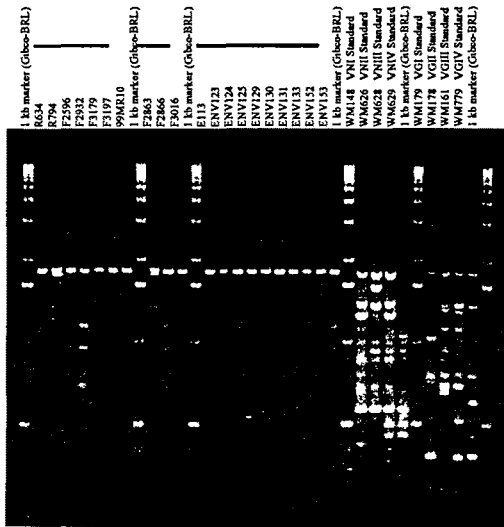 1 kb marker (Gibco-BRL)
R634
R794
F2596
F2932
F3179
F3197
99MR10
1 kb marker (Gibco-BRL)
F2863
F2866
F3016
1 kb marker (Gibco-BRL)
E113
ENV123
ENV124
ENV125
ENV129
ENV130
ENV131
ENV133
ENV152
ENV153
1 kb marker (Gibco-BRL)
WM148 VNI Standard
WM626 VNII Standard
WM628 VNIII Standard
WM629 VNIV Standard
1 kb marker (Gibco-BRL)
WM179 VGI Standard
WM178 VGII Standard
WM161 VGIII Standard
WM779 VGIV Standard
1 kb marker (Gibco-BRL)